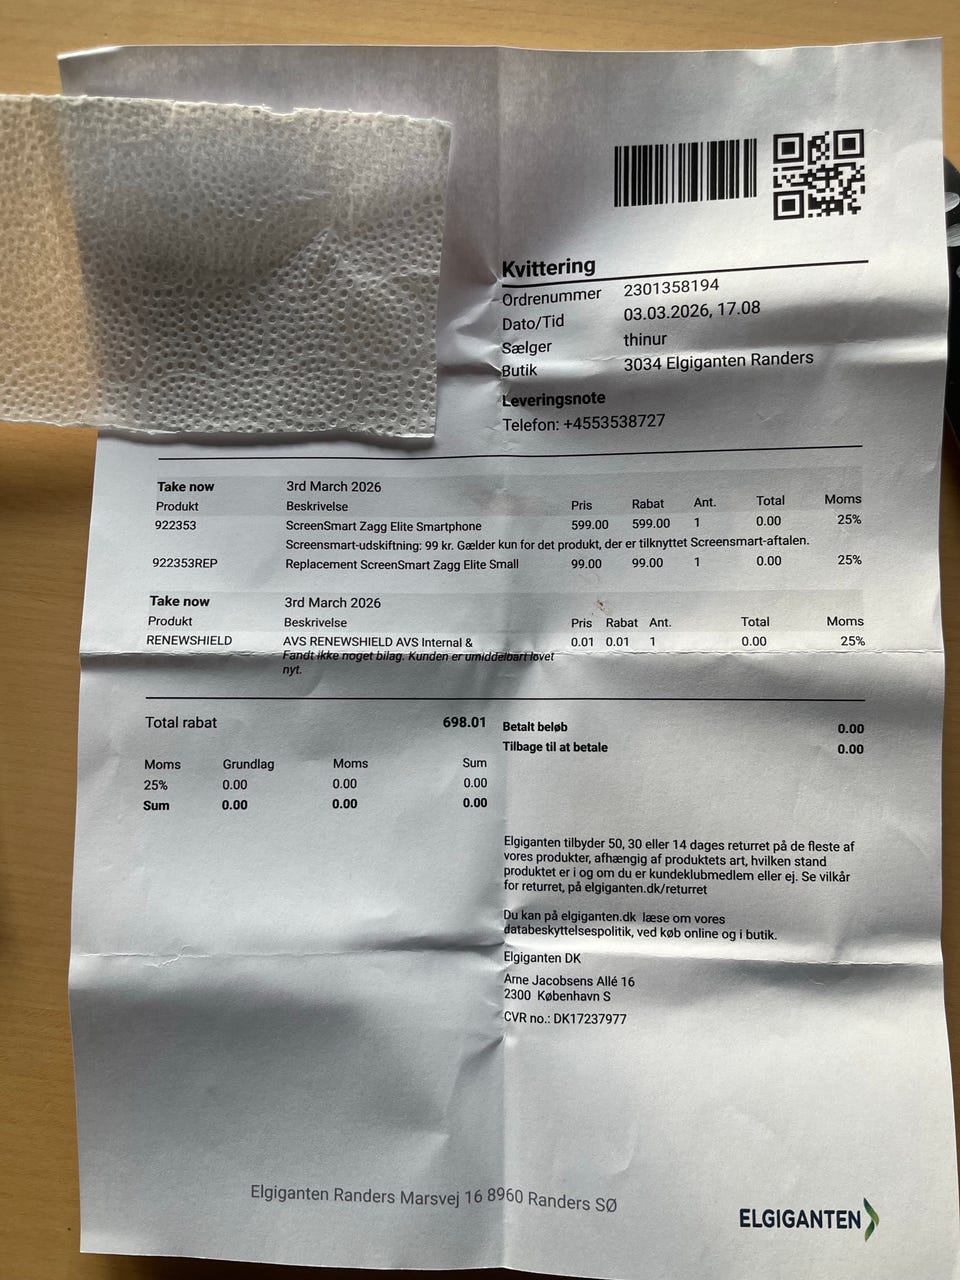 Kvittering
Ordrenummer 2301358194
Dato/Tid 03.03.2026, 17.08
Sælger thinur
Butik 3034 Elgiganten Randers
Leveringsnote
Telefon: +4553538727
Take now 3rd March 2026
Produkt Beskrivelse Pris Rabat Ant. Total Moms
922353 ScreenSmart Zagg Elite Smartphone 599.00 599.00 1 0.00 25%
Screensmart-udskiftning: 99 kr. Gælder kun for det produkt, der er tilknyttet Screensmart-aftalen.
922353REP Replacement ScreenSmart Zagg Elite Small 99.00 99.00 1 0.00 25%
Take now 3rd March 2026
Produkt Beskrivelse Pris Rabat Ant. Total Moms
RENEWSHIELD AVS RENEWSHIELD AVS Internal & 0.01 0.01 1 0.00 25%
Fandt ikke noget bilag. Kunden er umiddelbart lovet
nyt.
Total rabat 698.01
Moms Grundlag Moms Sum
25% 0.00 0.00 0.00
Sum 0.00 0.00 0.00
Betalt beløb 0.00
Tilbage til at betale 0.00
Elgiganten tilbyder 50, 30 eller 14 dages returret på de fleste af
vores produkter, afhængig af produktets art, hvilken stand
produktet er i og om du er kundeklubmedlem eller ej. Se vilkår
for returret, på elgiganten.dk/returret
Du kan på elgiganten.dk læse om vores
databeskyttelsespolitik, ved køb online og i butik.
Elgiganten DK
Arne Jacobsens Allé 16
2300 København S
CVR no.: DK17237977
Elgiganten Randers Marsvej 16 8960 Randers SØ
ELGIGANTEN